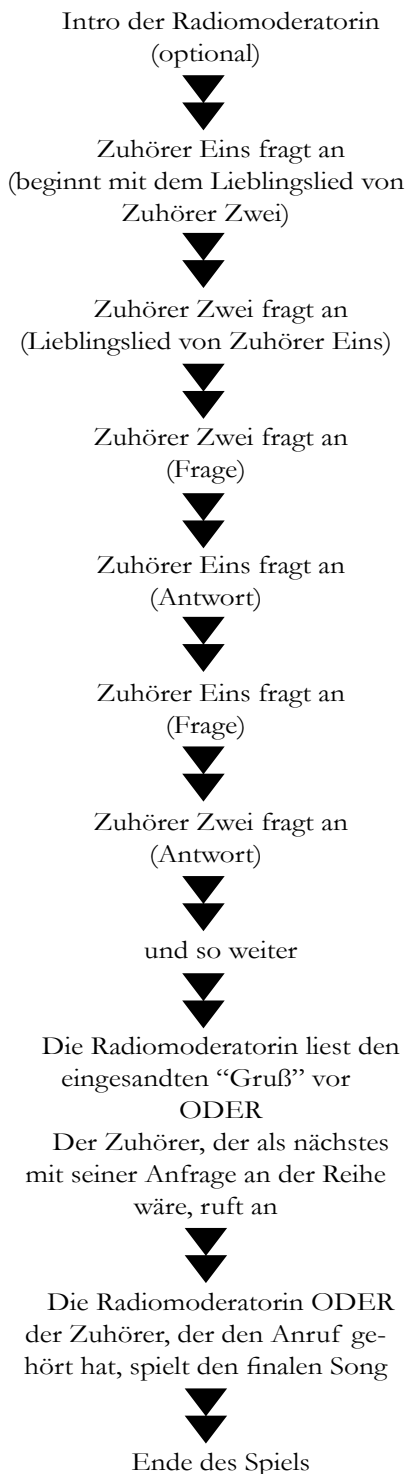 Intro der Radiomoderatorin
(optional)
Zuhörer Eins fragt an
(beginnt mit dem Lieblingslied von
Zuhörer Zwei)
Zuhörer Zwei fragt an
(Lieblingslied von Zuhörer Eins)
Zuhörer Zwei fragt an
(Frage)
Zuhörer Eins fragt an
(Antwort)
Zuhörer Eins fragt an
(Frage)
Zuhörer Zwei fragt an
(Antwort)
und so weiter
Die Radiomoderatorin liest den
eingesandten “Gruß” vor
ODER
Der Zuhörer, der als nächstes
mit seiner Anfrage an der Reihe
wäre, ruft an
Die Radiomoderatorin ODER
der Zuhörer, der den Anruf ge-
hört hat, spielt den finalen Song
Ende des Spiels